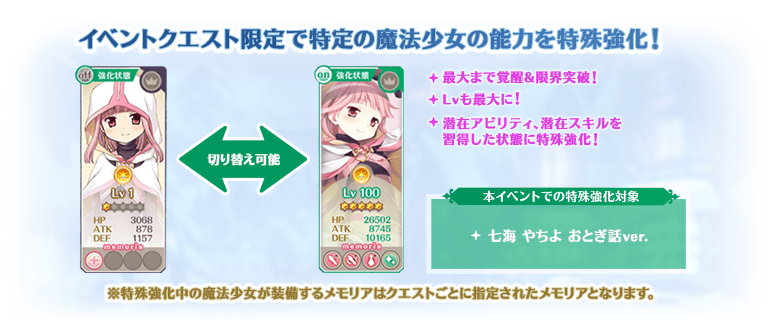 イベントクエスト限定で特定の魔法少女の能力を特殊強化！
off 強化状態
Lv 1
HP 3068
ATK 878
DEF 1157
memoria
切り替え可能
on 強化状態
Lv 100
HP 26502
ATK 8745
DEF 10165
memoria
最大まで覚醒&限界突破！
Lvも最大に！
潜在アビリティ、潜在スキルを
習得した状態に特殊強化！
本イベントでの特殊強化対象
七海 やちよ おとぎ話ver.
※特殊強化中の魔法少女が装備するメモリアはクエストごとに指定されたメモリアとなります。